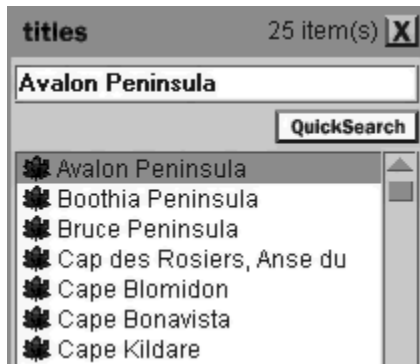 titles 25 item(s) X
Avalon Peninsula
QuickSearch
Avalon Peninsula
Boothia Peninsula
Bruce Peninsula
Cap des Rosiers, Anse du
Cape Blomidon
Cape Bonavista
Cape Kildare